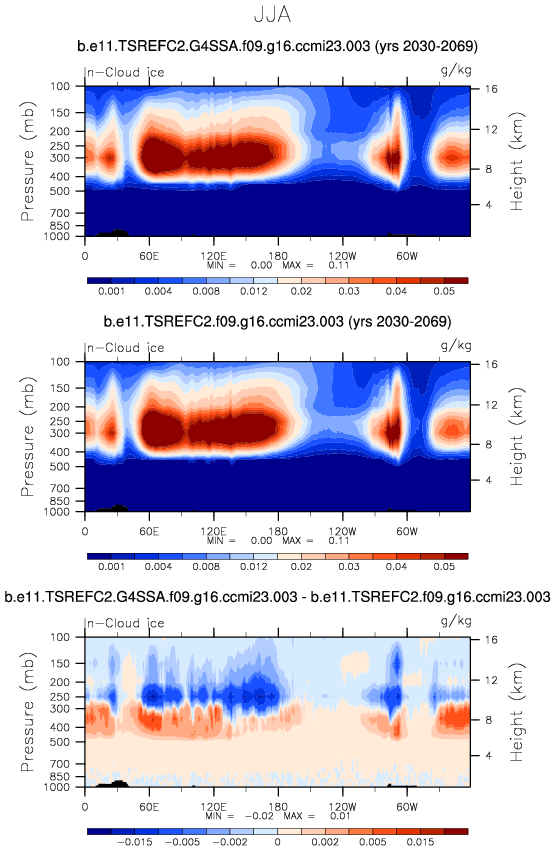 JJA
b.e11.TSREFC2.G4SSA.f09.g16.ccmi23.003 (yrs 2030-2069)
In-Cloud ice g/kg
Pressure (mb)
100
150
200
250
300
400
500
700
850
1000
16
12
8
4
Height (km)
0 60E 120E 180 120W 60W
MIN = 0.00 MAX = 0.11
0.001 0.004 0.008 0.012 0.02 0.03 0.04 0.05
b.e11.TSREFC2.f09.g16.ccmi23.003 (yrs 2030-2069)
In-Cloud ice g/kg
Pressure (mb)
100
150
200
250
300
400
500
700
850
1000
16
12
8
4
Height (km)
0 60E 120E 180 120W 60W
MIN = 0.00 MAX = 0.11
0.001 0.004 0.008 0.012 0.02 0.03 0.04 0.05
b.e11.TSREFC2.G4SSA.f09.g16.ccmi23.003 - b.e11.TSREFC2.f09.g16.ccmi23.003
In-Cloud ice g/kg
Pressure (mb)
100
150
200
250
300
400
500
700
850
1000
16
12
8
4
Height (km)
0 60E 120E 180 120W 60W
MIN = -0.02 MAX = 0.01
-0.015 -0.005 -0.002 0 0.002 0.005 0.015